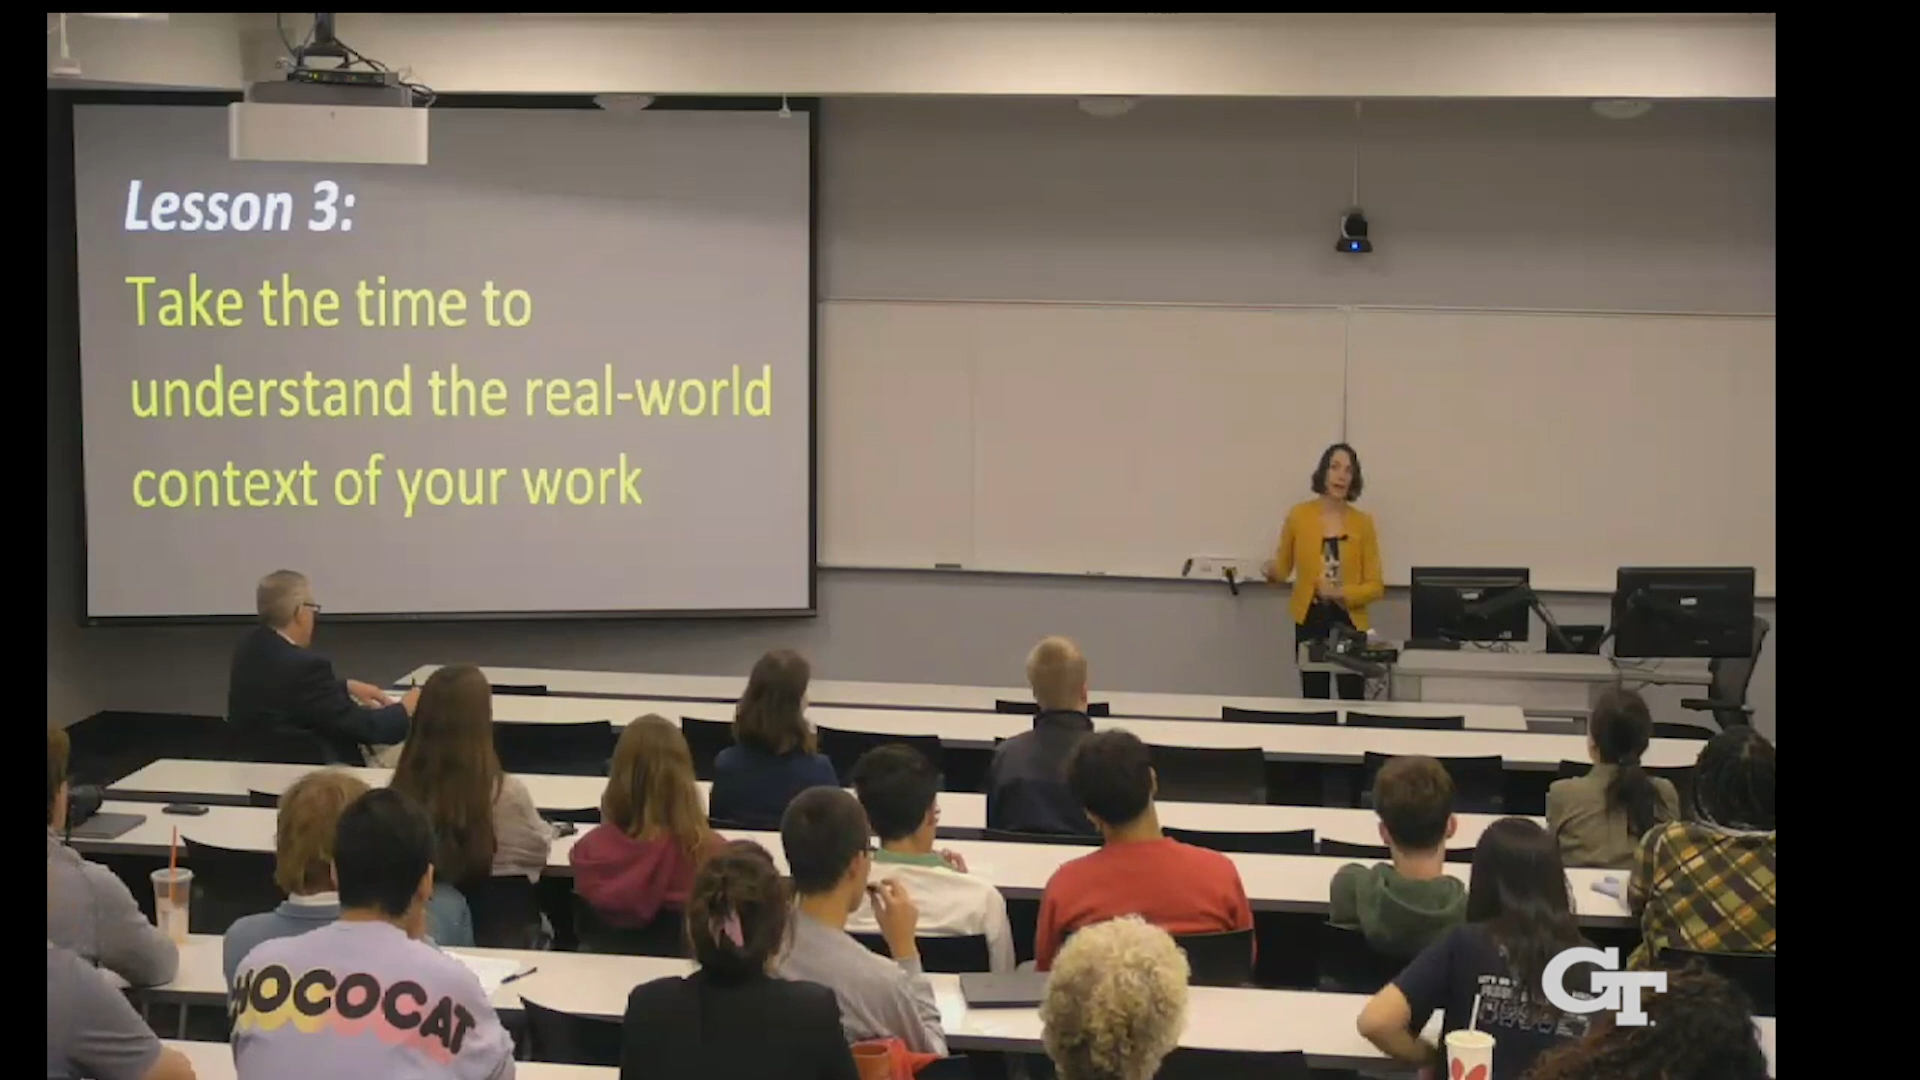 Lesson 3:
Take the time to
understand the real-world
context of your work
HOCOCAT
GT